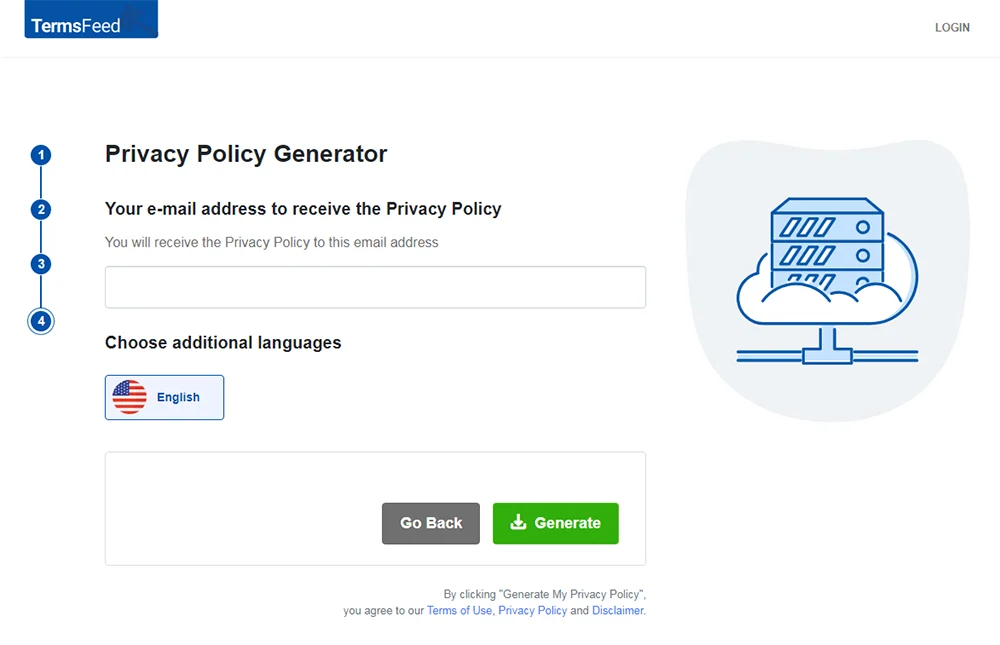 TermsFeed
LOGIN
1
Privacy Policy Generator
2
Your e-mail address to receive the Privacy Policy
You will receive the Privacy Policy to this email address
3
4
Choose additional languages
English
Go Back
Generate
By clicking "Generate My Privacy Policy",
you agree to our Terms of Use, Privacy Policy and Disclaimer.